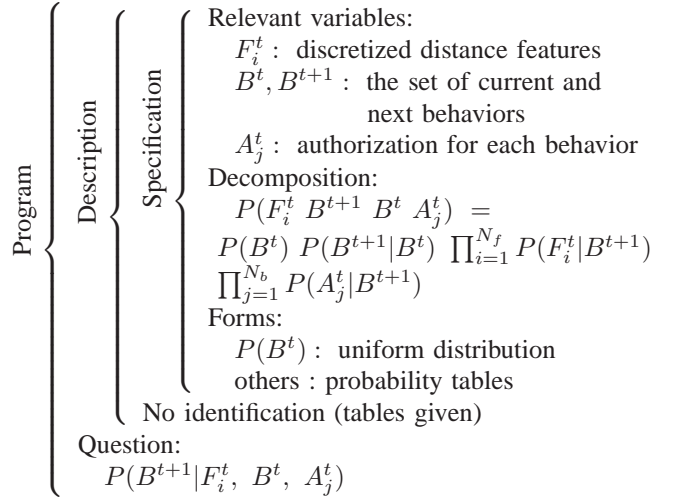 Program
Description
Specification
Relevant variables:
F_i^t : discretized distance features
B^t, B^{t+1} : the set of current and
next behaviors
A_j^t : authorization for each behavior
Decomposition:
P(F_i^t B^{t+1} B^t A_j^t) =
P(B^t) P(B^{t+1}|B^t) ∏_{i=1}^{N_f} P(F_i^t|B^{t+1})
∏_{j=1}^{N_b} P(A_j^t|B^{t+1})
Forms:
P(B^t) : uniform distribution
others : probability tables
No identification (tables given)
Question:
P(B^{t+1}|F_i^t, B^t, A_j^t)